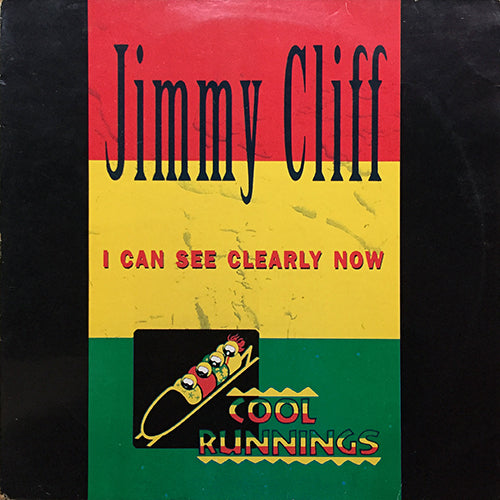 Jimmy Cliff
I CAN SEE CLEARLY NOW
COOL
RUNNINGS